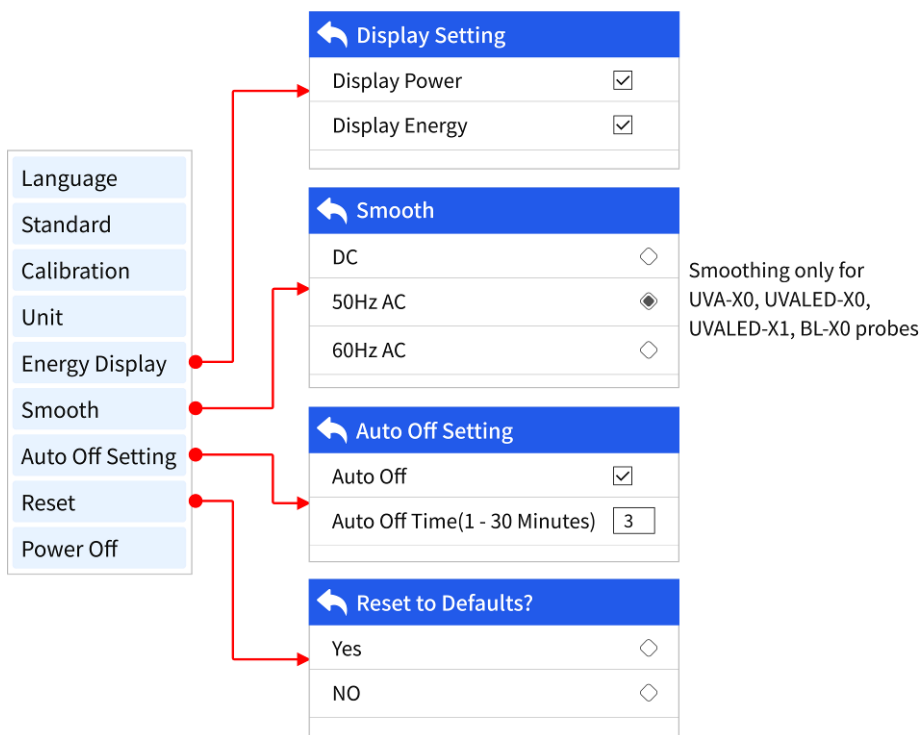 Language
Standard
Calibration
Unit
Energy Display
Smooth
Auto Off Setting
Reset
Power Off
Display Setting
Display Power
Display Energy
Smooth
DC
50Hz AC
60Hz AC
Smoothing only for
UVA-X0, UVALED-X0,
UVALED-X1, BL-X0 probes
Auto Off Setting
Auto Off
Auto Off Time(1 - 30 Minutes) 3
Reset to Defaults?
Yes
NO